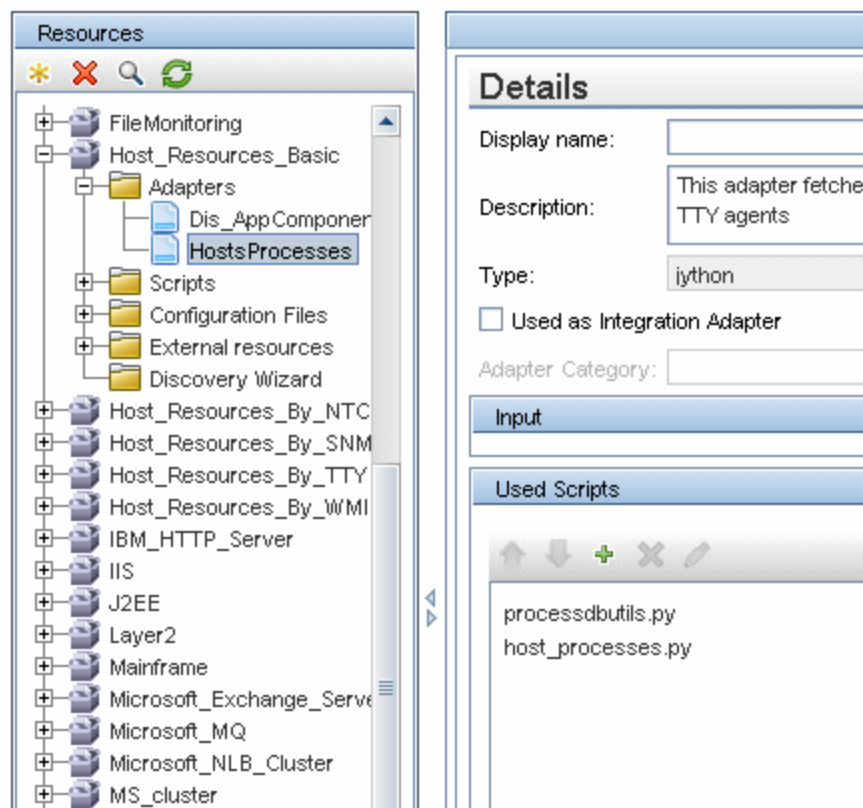 Resources
FileMonitoring
Host_Resources_Basic
Adapters
Dis_AppComponen
HostsProcesses
Scripts
Configuration Files
External resources
Discovery Wizard
Host_Resources_By_NTC
Host_Resources_By_SNM
Host_Resources_By_TTY
Host_Resources_By_WMI
IBM_HTTP_Server
IIS
J2EE
Layer2
Mainframe
Microsoft_Exchange_Serve
Microsoft_MQ
Microsoft_NLB_Cluster
MS_cluster
Details
Display name:
Description:
This adapter fetche
TTY agents
Type:
jython
Used as Integration Adapter
Adapter Category:
Input
Used Scripts
processdbutils.py
host_processes.py